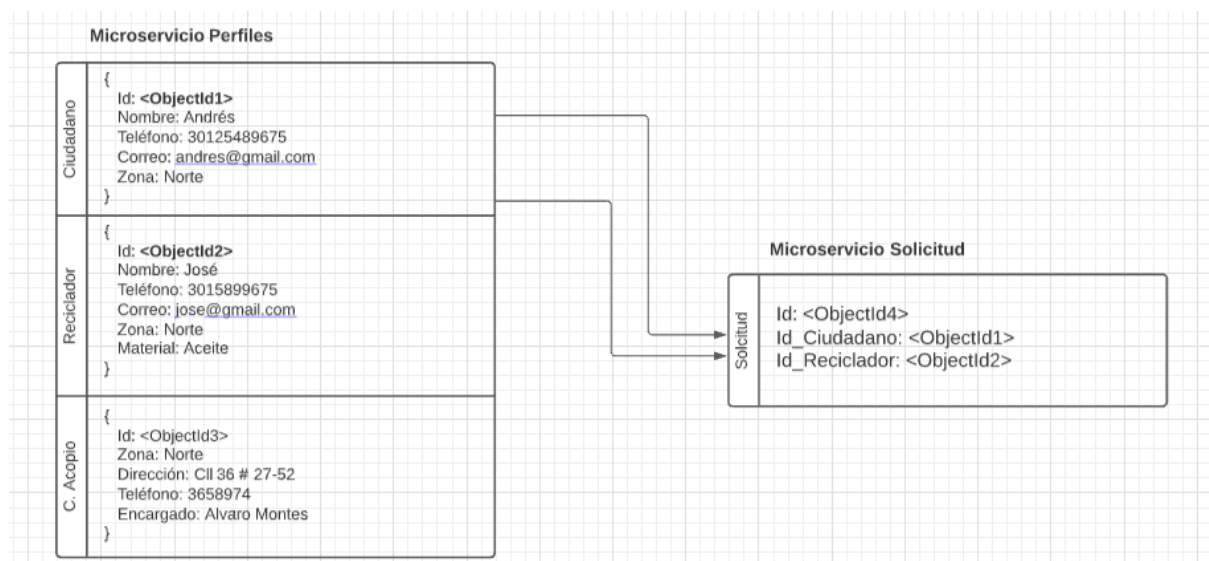 Microservicio Perfiles
Ciudadano
{
Id: <ObjectId1>
Nombre: Andrés
Teléfono: 30125489675
Correo: andres@gmail.com
Zona: Norte
}
Reciclador
{
Id: <ObjectId2>
Nombre: José
Teléfono: 3015899675
Correo: jose@gmail.com
Zona: Norte
Material: Aceite
}
C. Acopio
{
Id: <ObjectId3>
Zona: Norte
Dirección: Cll 36 # 27-52
Teléfono: 3658974
Encargado: Alvaro Montes
}
Microservicio Solicitud
Solcitud
Id: <ObjectId4>
Id_Ciudadano: <ObjectId1>
Id_Reciclador: <ObjectId2>